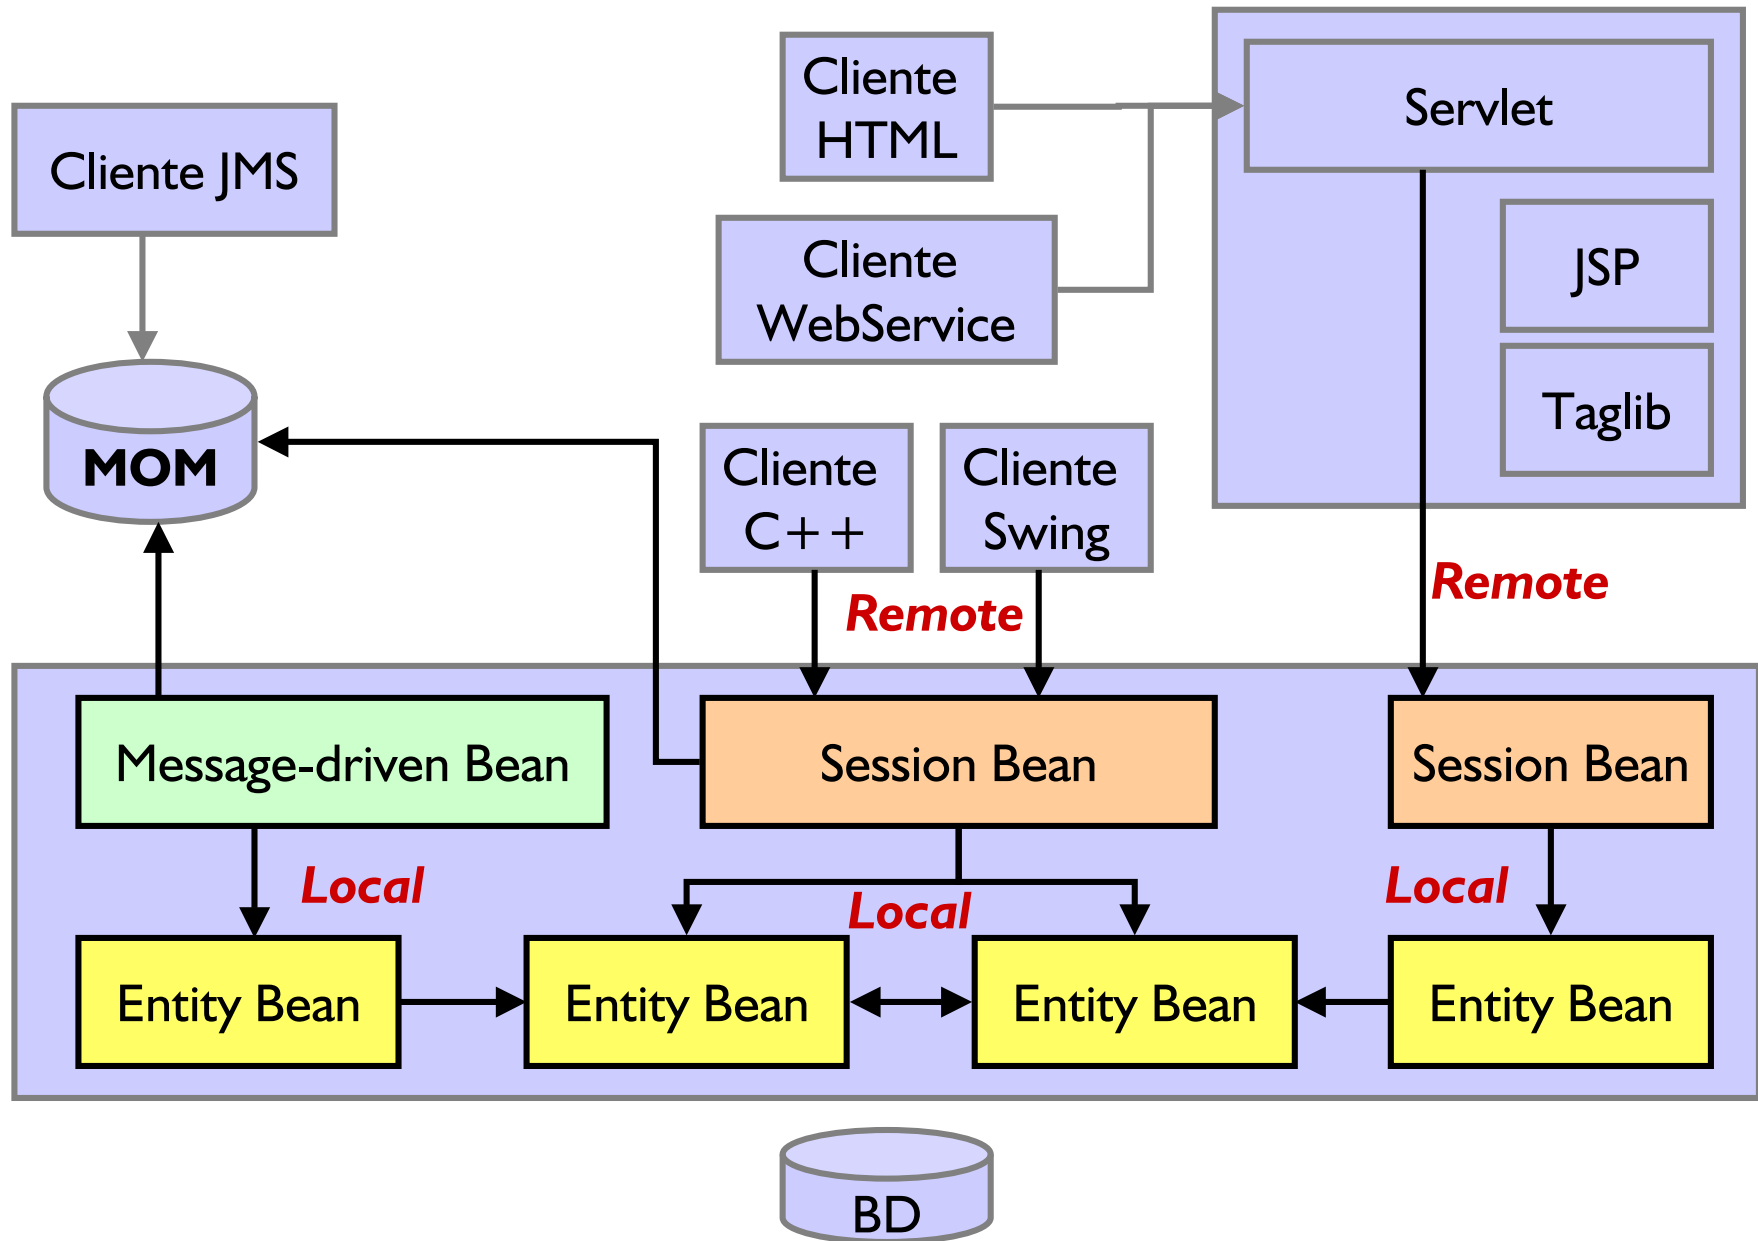 Cliente
HTML
Servlet
Cliente JMS
Cliente
WebService
JSP
Taglib
MOM
Cliente
C++
Cliente
Swing
Remote
Remote
Message-driven Bean
Session Bean
Session Bean
Local
Local
Local
Entity Bean
Entity Bean
Entity Bean
Entity Bean
BD